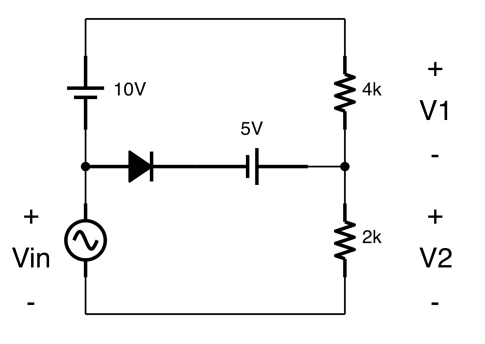 10V
4k
+
V1
-
5V
+
Vin
-
2k
+
V2
-